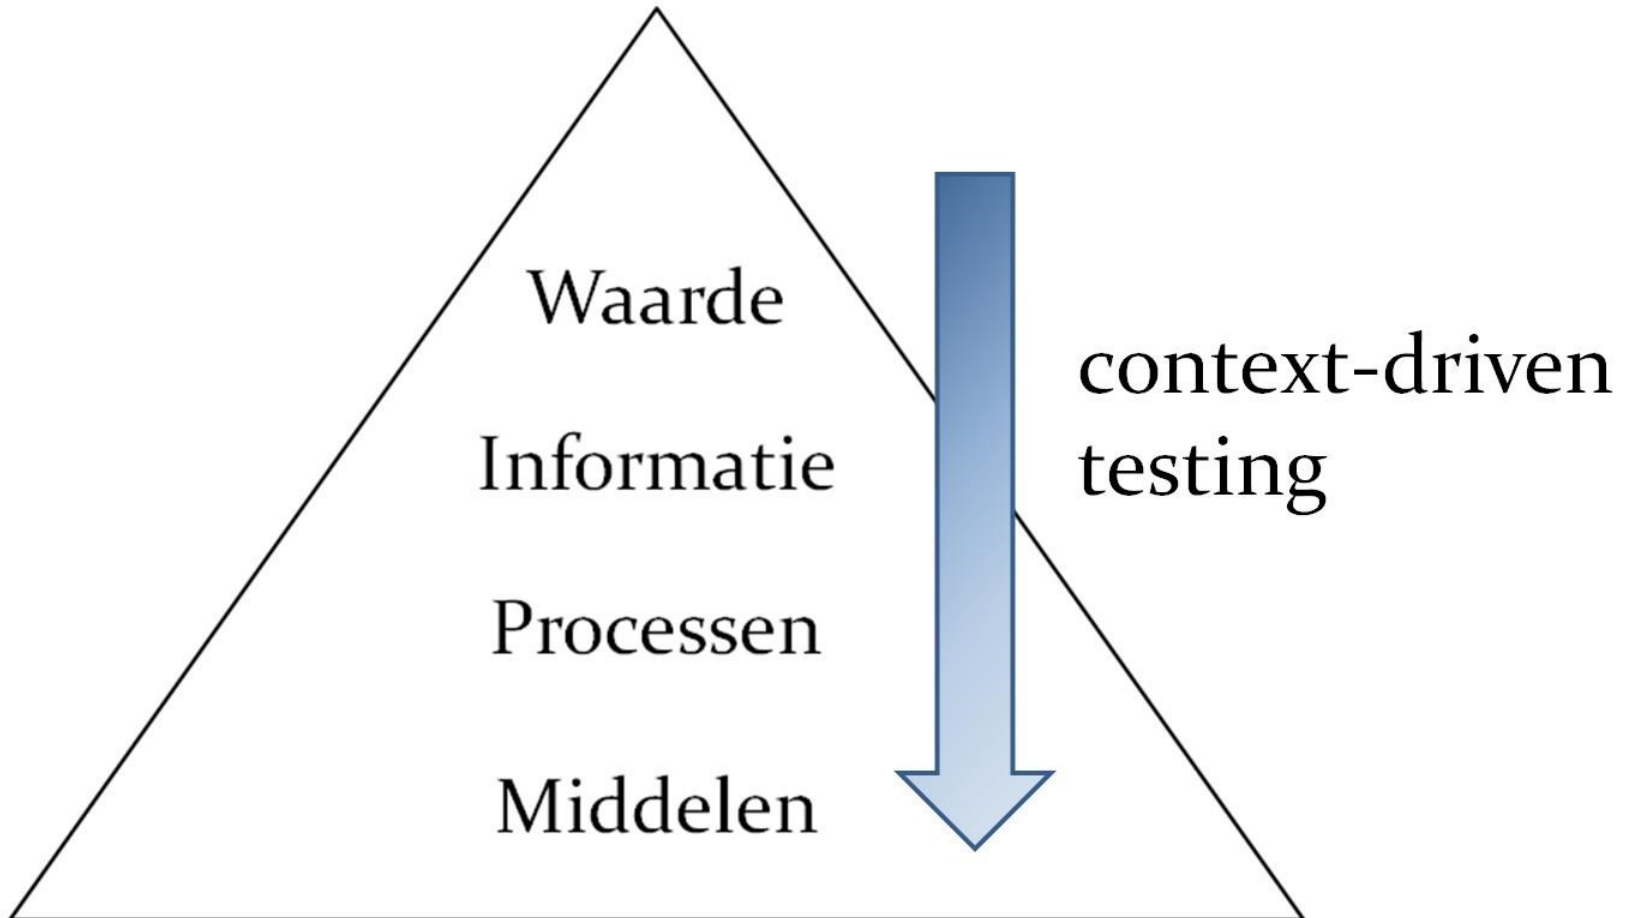 Waarde
Informatie
Processen
Middelen
context-driven
testing